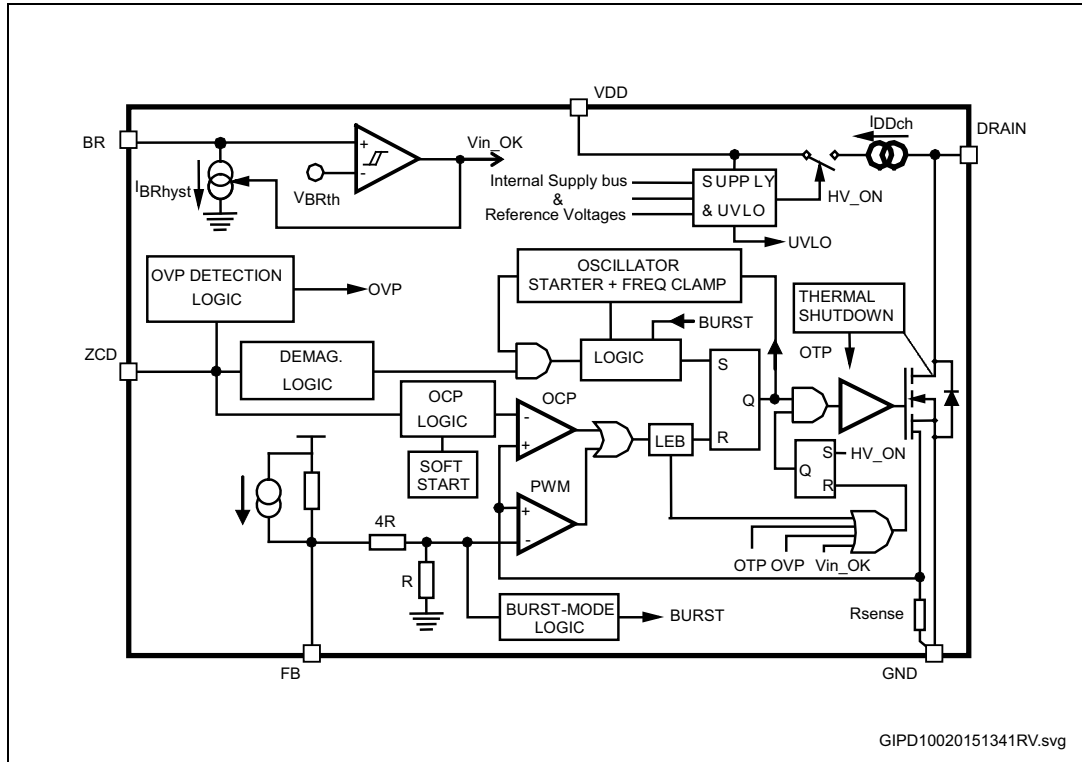 VDD
IDDch
DRAIN
BR
Vin_OK
+
-
VBRth
IBRhyst
Internal Supply bus
&
Reference Voltages
SUPPLY
& UVLO
HV_ON
UVLO
OVP DETECTION
LOGIC
OVP
OSCILLATOR
STARTER + FREQ CLAMP
THERMAL
SHUTDOWN
BURST
OTP
ZCD
DEMAG.
LOGIC
LOGIC
S
Q
R
OCP
LOGIC
OCP
-
+
LEB
SOFT
START
S
HV_ON
Q
R
PWM
+
-
4R
R
OTP OVP Vin_OK
BURST-MODE
LOGIC
BURST
Rsense
FB
GND
GIPD10020151341RV.svg